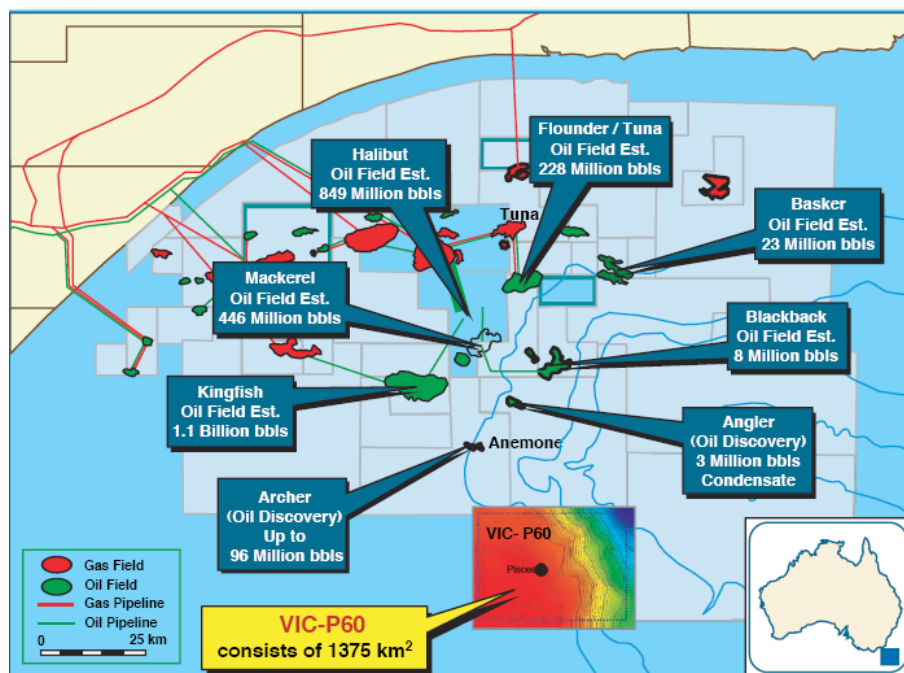 Halibut
Oil Field Est.
849 Million bbls
Flounder / Tuna
Oil Field Est.
228 Million bbls
Tuna
Basker
Oil Field Est.
23 Million bbls
Mackerel
Oil Field Est.
446 Million bbls
Blackback
Oil Field Est.
8 Million bbls
Kingfish
Oil Field Est.
1.1 Billion bbls
Angler
(Oil Discovery)
3 Million bbls
Condensate
Anemone
Archer
(Oil Discovery)
Up to
96 Million bbls
VIC- P60
Pisces
Gas Field
Oil Field
Gas Pipeline
Oil Pipeline
0 25 km
VIC-P60
consists of 1375 km²